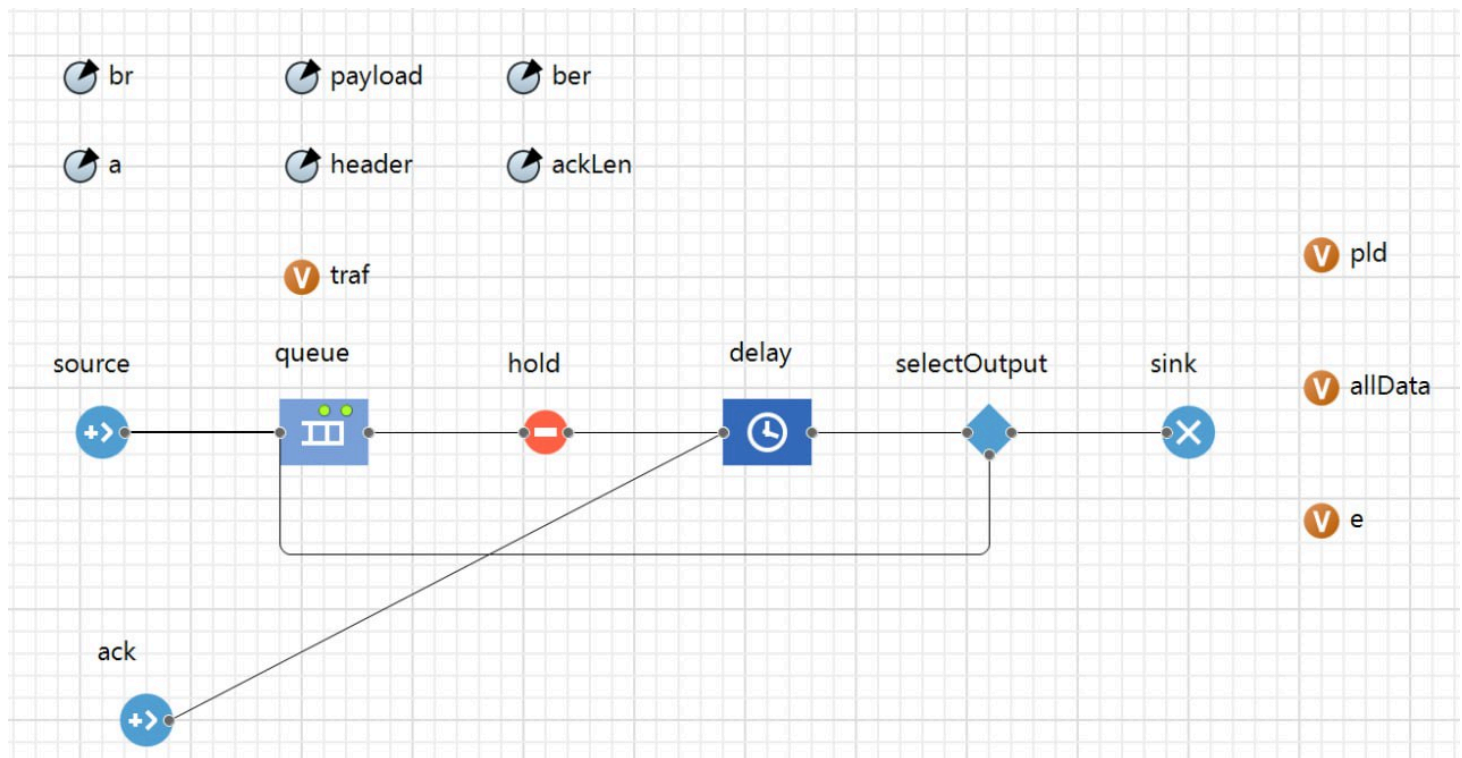 br payload ber
a header ackLen
traf
pld
source queue hold delay selectOutput sink
allData
e
ack